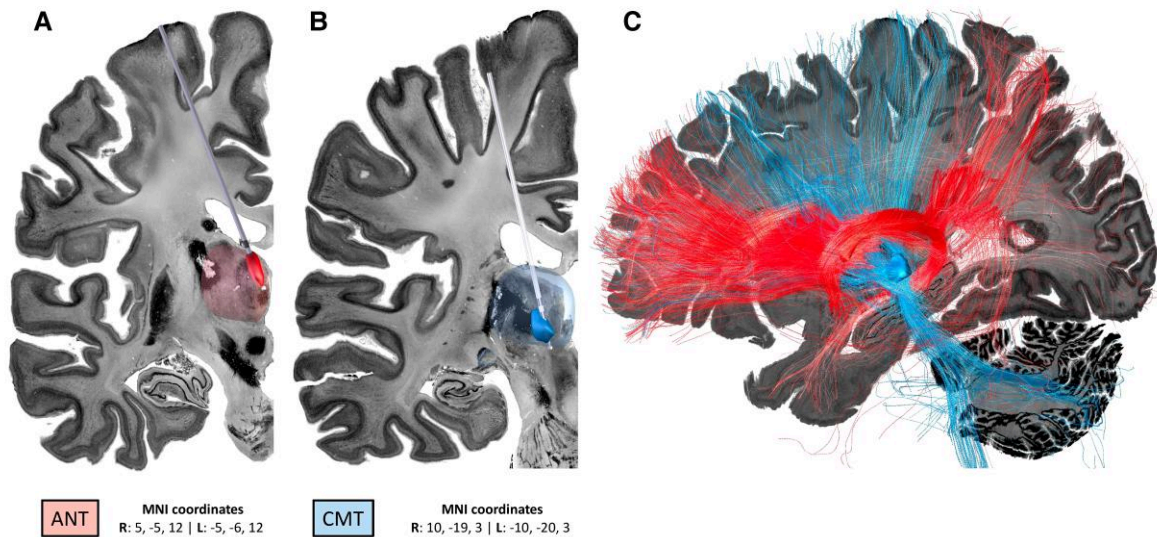 A
B
C
ANT
MNI coordinates
R: 5, -5, 12 | L: -5, -6, 12
CMT
MNI coordinates
R: 10, -19, 3 | L: -10, -20, 3